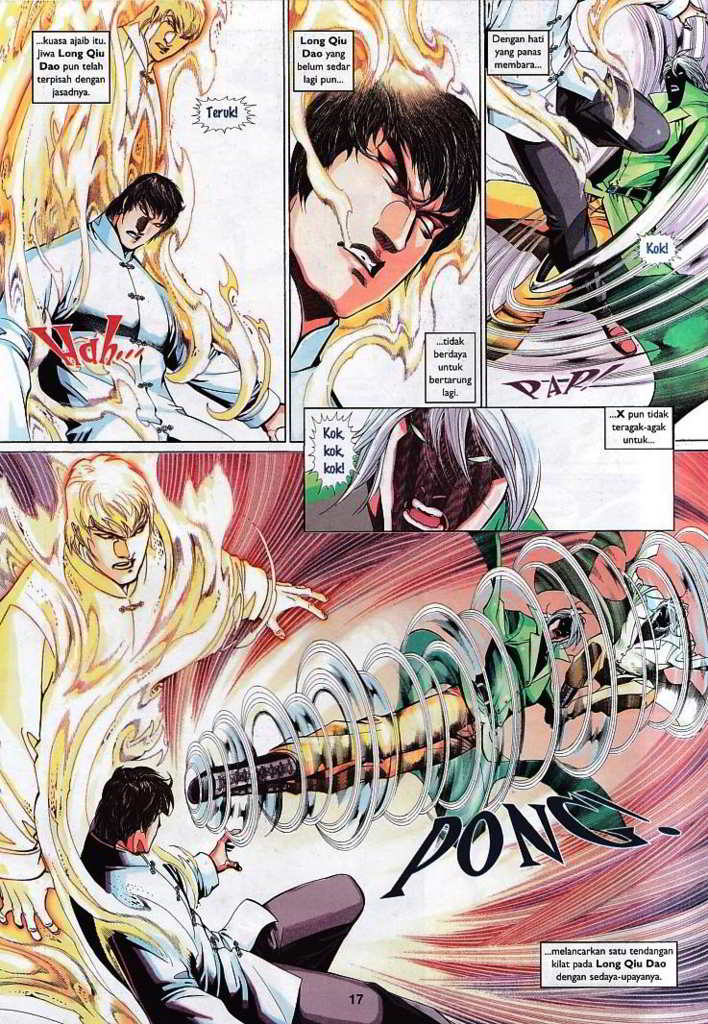 ...kuasa ajaib itu.
Jiwa Long Qiu
Dao pun telah
terpisah dengan
jasadnya.
Teruk!
Hah...
Long Qiu
Dao yang
belum sedar
lagi pun...
...tidak
berdaya
untuk
bertarung
lagi.
Dengan hati
yang panas
membara...
Kok!
PAP!
Kok,
kok,
kok!
...X pun tidak
teragak-agak
untuk...
PONG!
...melancarkan satu tendangan
kilat pada Long Qiu Dao
dengan sedaya-upayanya.
17